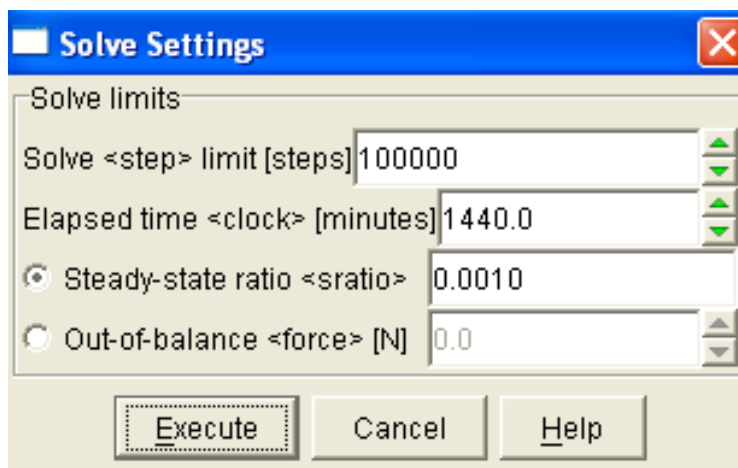 Solve Settings
Solve limits
Solve <step> limit [steps] 100000
Elapsed time <clock> [minutes] 1440.0
Steady-state ratio <sratio> 0.0010
Out-of-balance <force> [N] 0.0
Execute Cancel Help